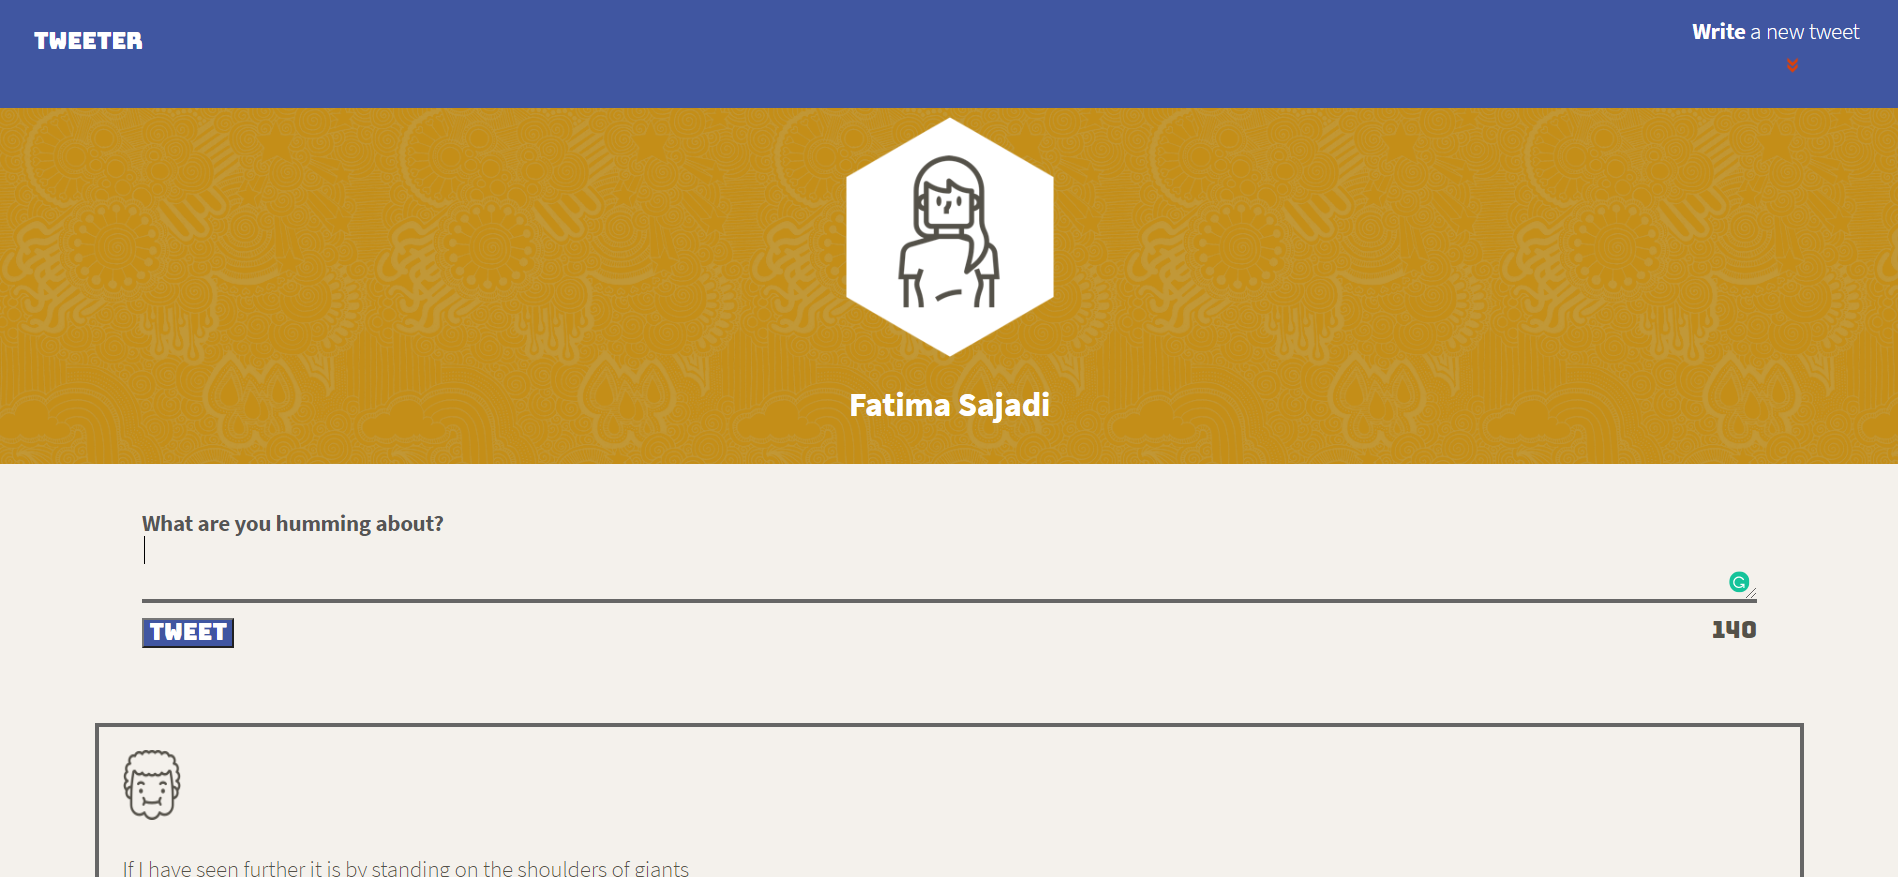 TWEETER
Write a new tweet
Fatima Sajadi
What are you humming about?
TWEET
140
If I have seen further it is by standing on the shoulders of giants